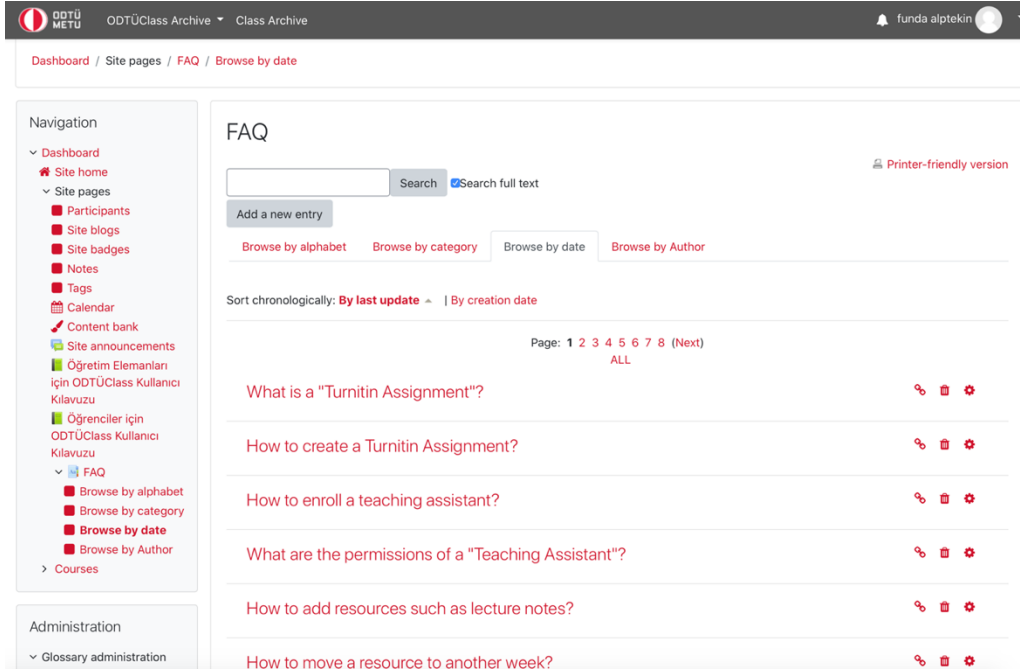 ODTÜ
METU
ODTÜClass Archive
Class Archive
funda alptekin
Dashboard / Site pages / FAQ / Browse by date
Navigation
Dashboard
Site home
Site pages
Participants
Site blogs
Site badges
Notes
Tags
Calendar
Content bank
Site announcements
Öğretim Elemanları
için ODTÜClass Kullanıcı
Kılavuzu
Öğrenciler için
ODTÜClass Kullanıcı
Kılavuzu
FAQ
Browse by alphabet
Browse by category
Browse by date
Browse by Author
Courses
Administration
Glossary administration
FAQ
Printer-friendly version
Search Search full text
Add a new entry
Browse by alphabet Browse by category Browse by date Browse by Author
Sort chronologically: By last update | By creation date
Page: 1 2 3 4 5 6 7 8 (Next)
ALL
What is a "Turnitin Assignment"?
How to create a Turnitin Assignment?
How to enroll a teaching assistant?
What are the permissions of a "Teaching Assistant"?
How to add resources such as lecture notes?
How to move a resource to another week?